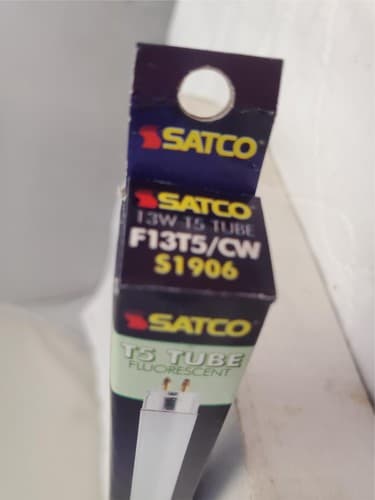 SATCO
SATCO
13W T5 TUBE
F13T5/CW
S1906
SATCO
T5 TUBE
FLUORESCENT